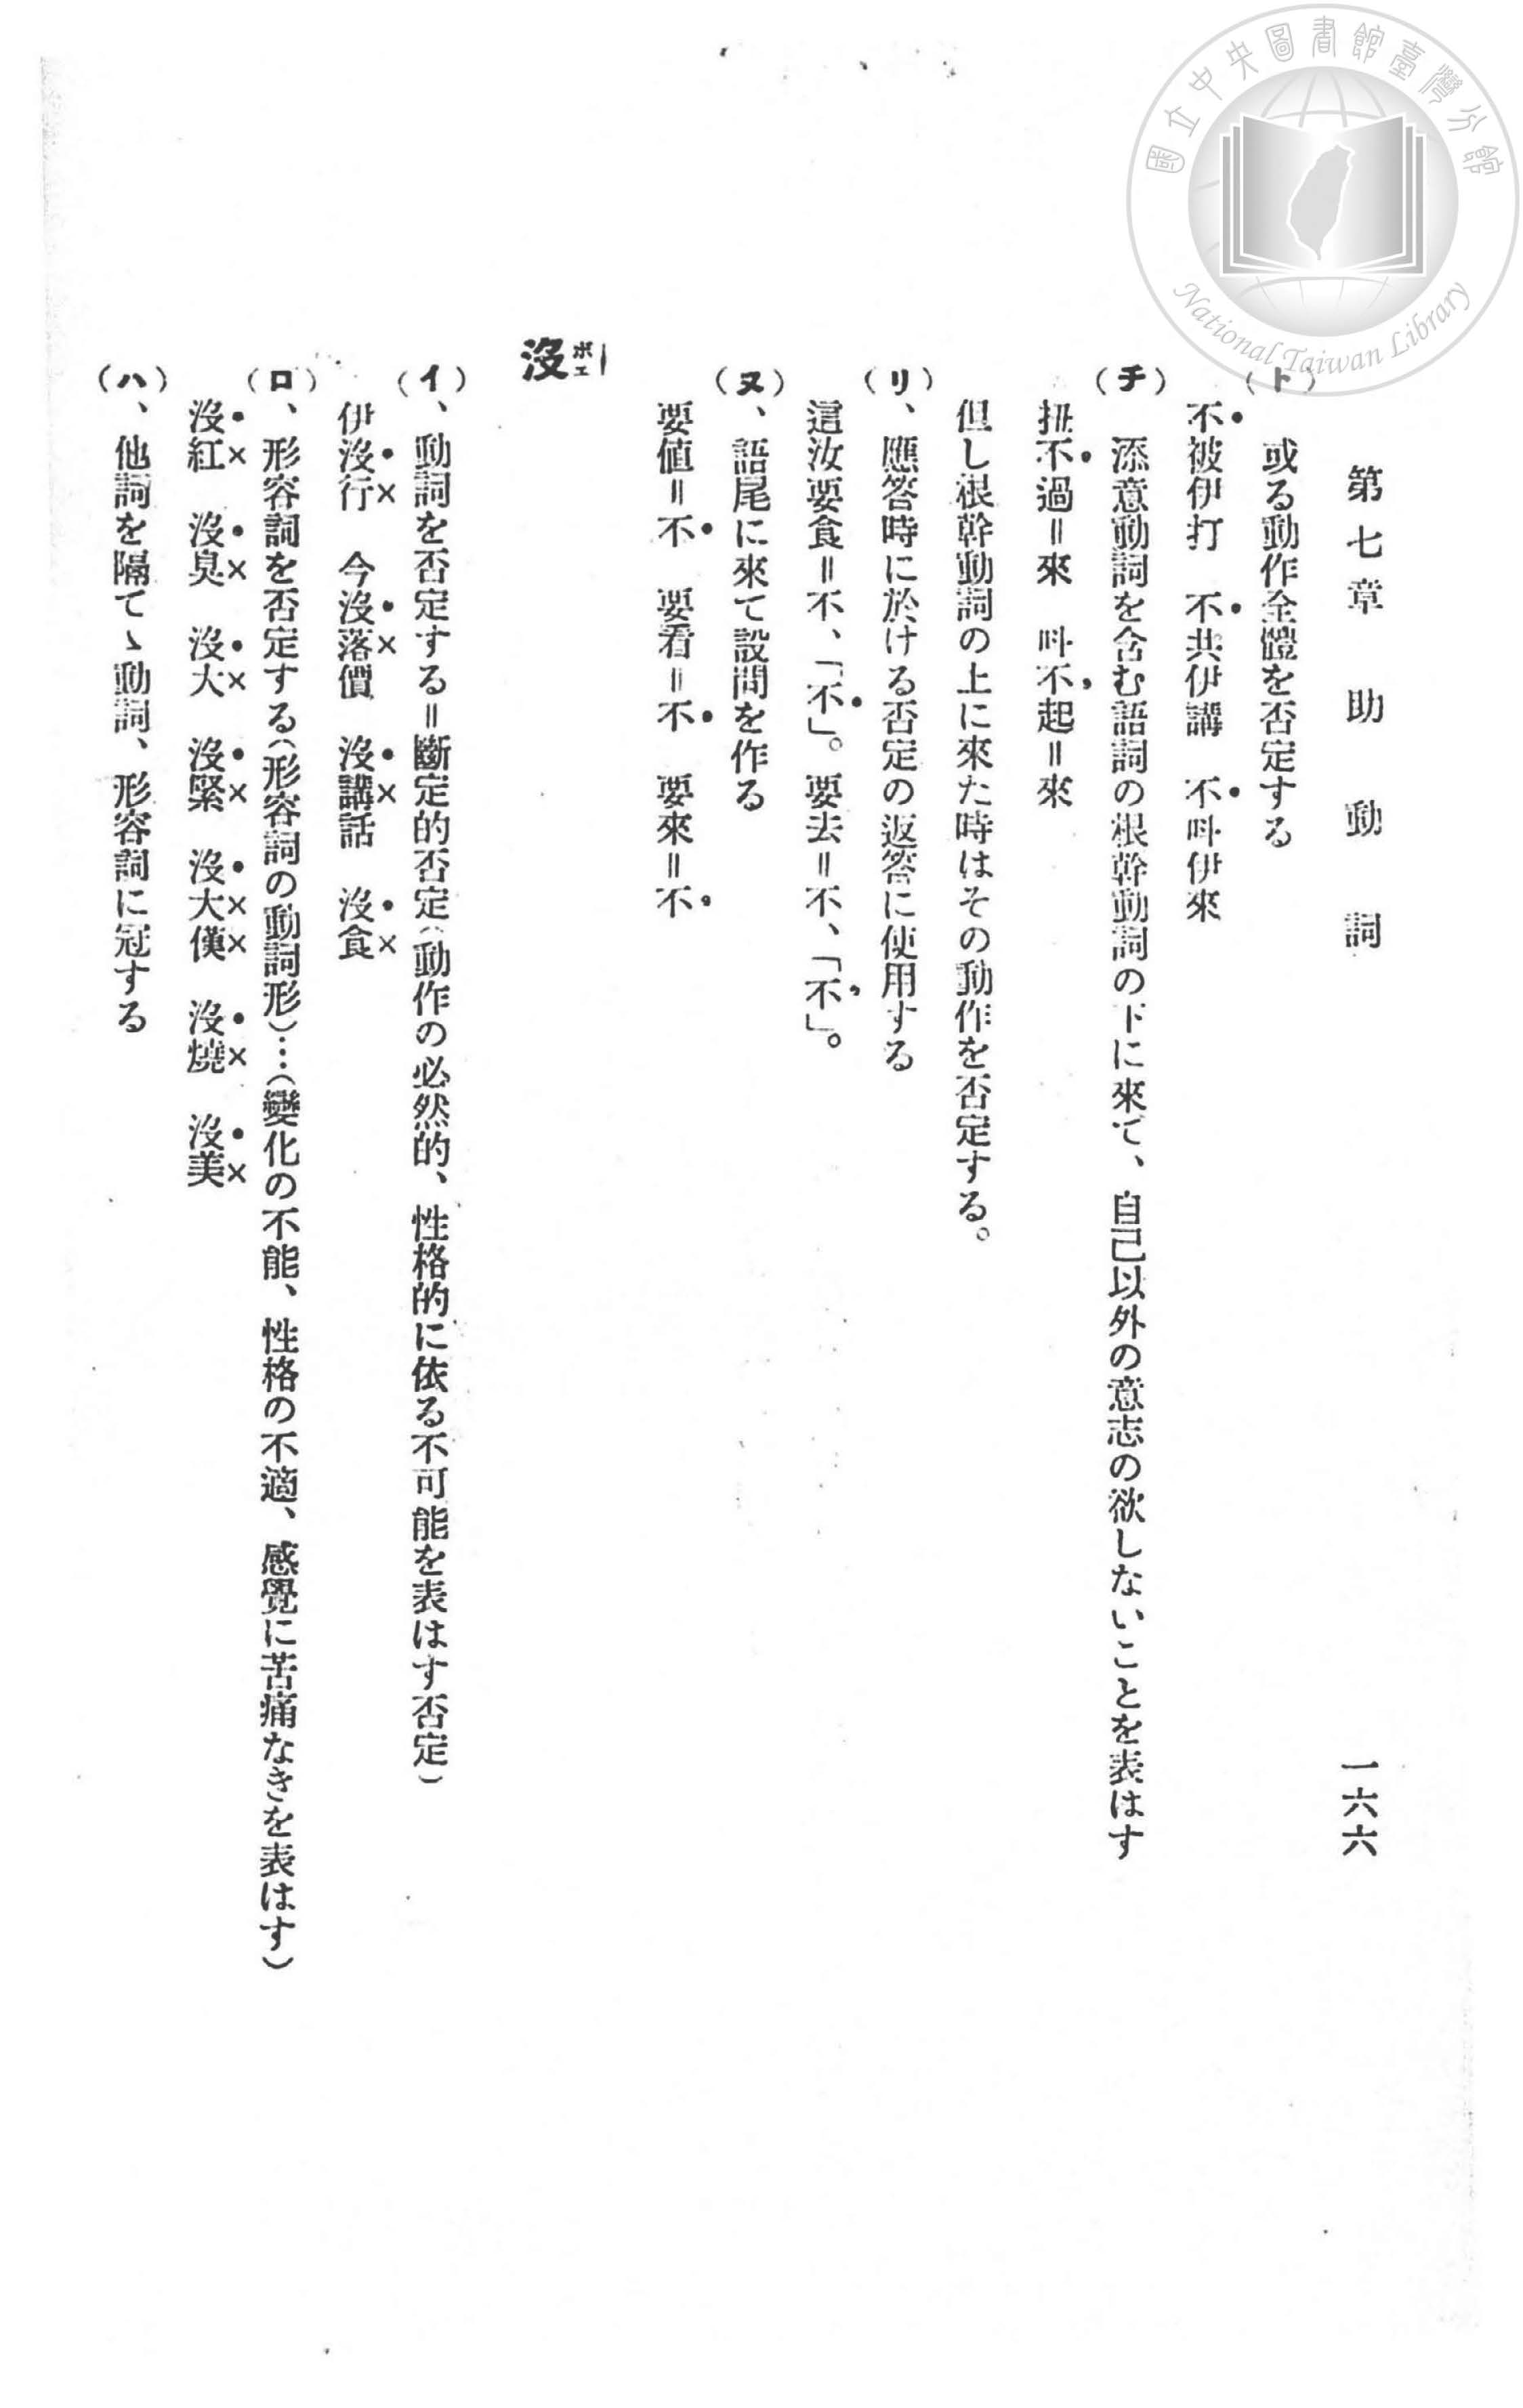 國立中央圖書館臺灣分館
National Taiwan Library
第七章 助動詞 一六六
(ト) 或る動作全體を否定する
不被伊打 不共伊講 不叫伊來
(チ) 添意動詞を含む語詞の根幹動詞の下に來て、自己以外の意志の欲しないことを表はす
扭不過＝來 叫不起＝來
但し根幹動詞の上に來た時はその動作を否定する。
(リ)、應答時に於ける否定の返答に使用する
這汝要食＝不、「不」。要去＝不、「不」。
(ヌ)、語尾に來て設問を作る
要値＝不 要看＝不 要來＝不
沒 ボエ
(イ)、動詞を否定する＝斷定的否定(動作の必然的、性格的に依る不可能を表はす否定)
伊沒行 今沒落價 沒講話 沒食
(ロ)、形容詞を否定する(形容詞の動詞形)…(變化の不能、性格の不適、感覺に苦痛なきを表はす)
沒紅 沒臭 沒大 沒緊 沒大漢 沒燒 沒美
(ハ)、他詞を隔てゝ動詞、形容詞に冠する